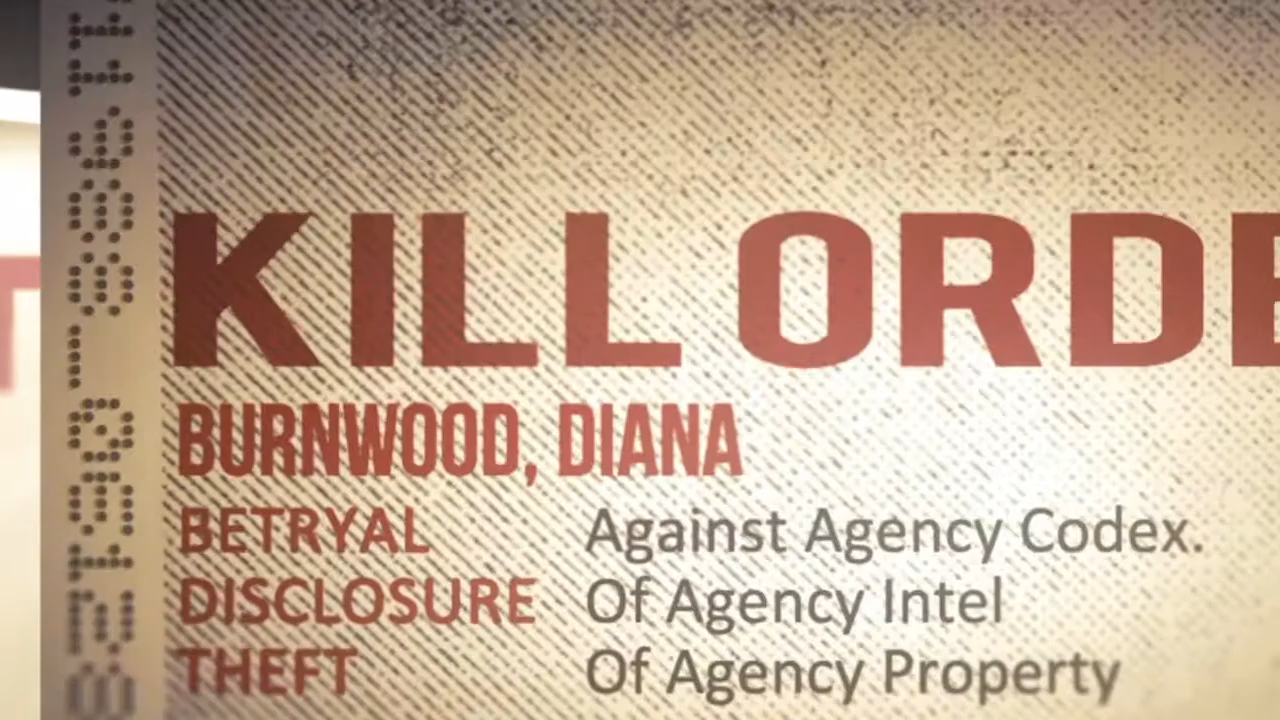 KILL ORDE
BURNWOOD, DIANA
BETRYAL Against Agency Codex.
DISCLOSURE Of Agency Intel
THEFT Of Agency Property